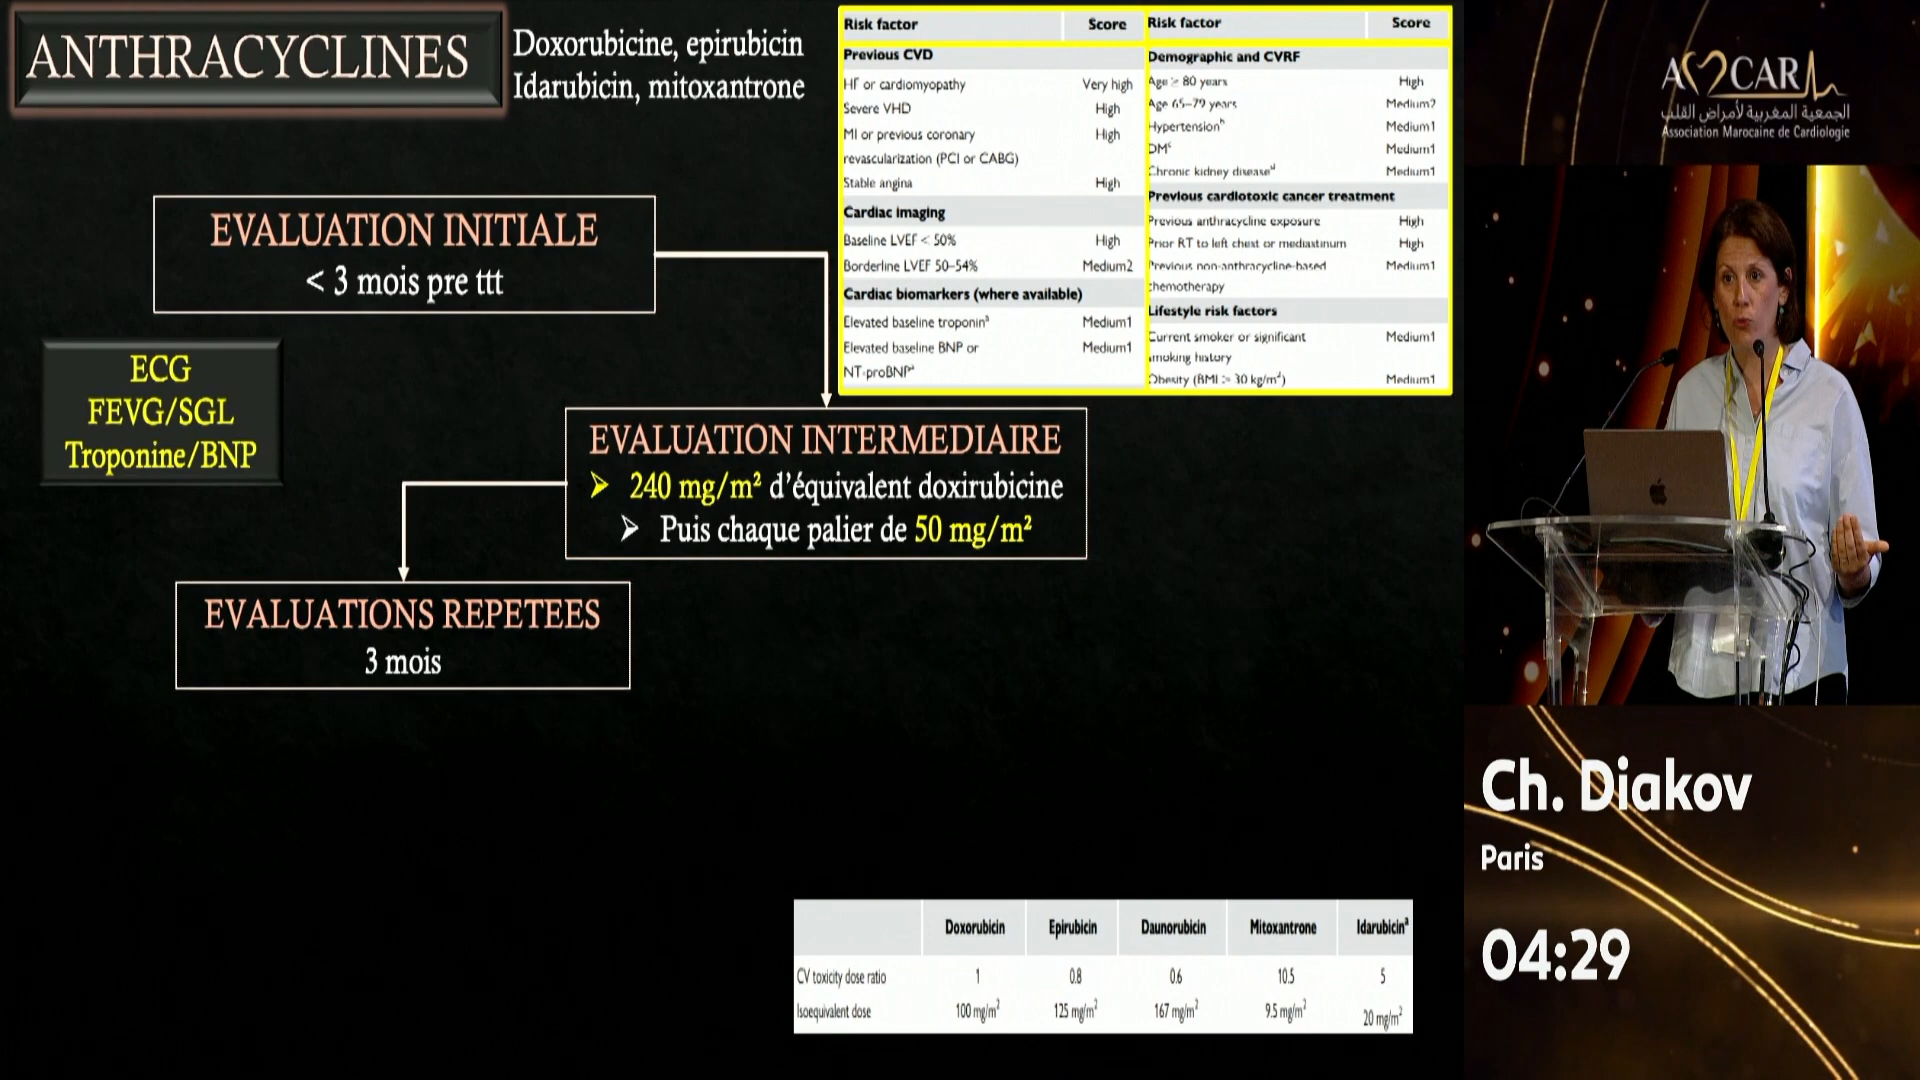 ANTHRACYCLINES
Doxorubicine, epirubicin
Idarubicin, mitoxantrone
EVALUATION INITIALE
< 3 mois pre ttt
ECG
FEVG/SGL
Troponine/BNP
EVALUATION INTERMEDIAIRE
➢ 240 mg/m² d'équivalent doxirubicine
➢ Puis chaque palier de 50 mg/m²
EVALUATIONS REPETEES
3 mois
Risk factor Score
Previous CVD
HF or cardiomyopathy Very high
Severe VHD High
MI or previous coronary High
revascularization (PCI or CABG)
Stable angina High
Cardiac imaging
Baseline LVEF < 50% High
Borderline LVEF 50–54% Medium2
Cardiac biomarkers (where available)
Elevated baseline troponinᵃ Medium1
Elevated baseline BNP or Medium1
NT-proBNPᵃ
Risk factor Score
Demographic and CVRF
Age ≥ 80 years High
Age 65–79 years Medium2
Hypertensionᵇ Medium1
DMᶜ Medium1
Chronic kidney diseaseᵈ Medium1
Previous cardiotoxic cancer treatment
Previous anthracycline exposure High
Prior RT to left chest or mediastinum High
Previous non-anthracycline-based Medium1
chemotherapy
Lifestyle risk factors
Current smoker or significant Medium1
smoking history
Obesity (BMI > 30 kg/m²) Medium1
Doxorubicin Epirubicin Daunorubicin Mitoxantrone Idarubicinᵃ
CV toxicity dose ratio 1 0.8 0.6 10.5 5
Isoequivalent dose 100 mg/m² 125 mg/m² 167 mg/m² 9.5 mg/m² 20 mg/m²
AMCAR
الجمعية المغربية لأمراض القلب
Association Marocaine de Cardiologie
Ch. Diakov
Paris
04:29